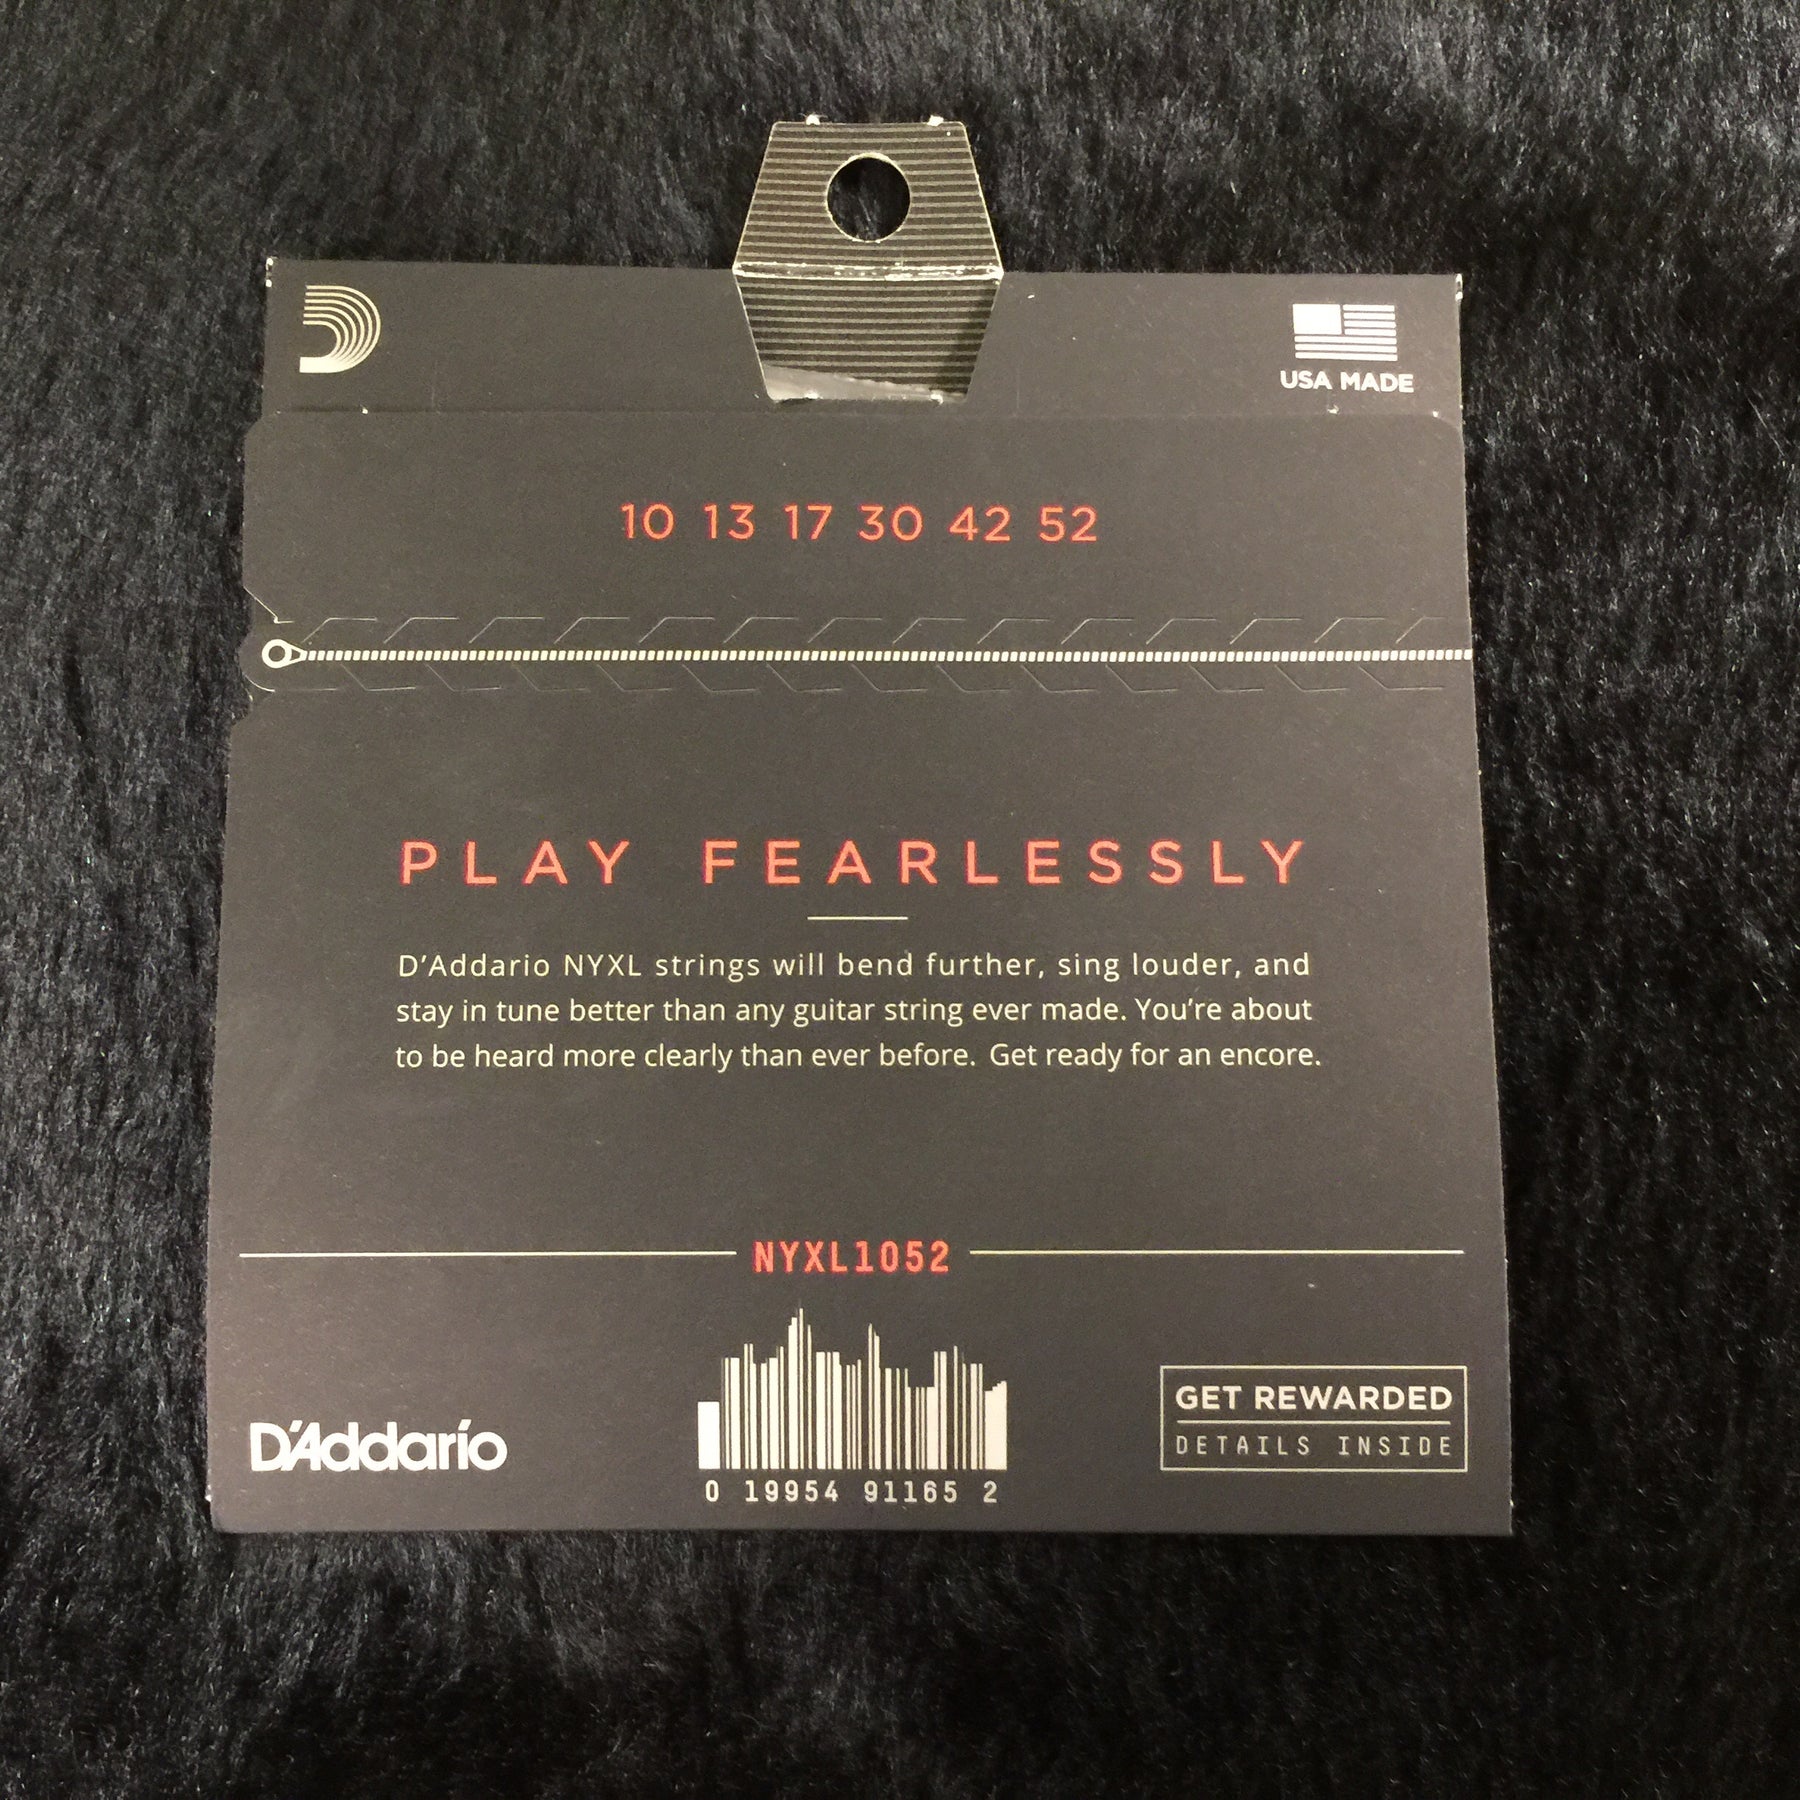 USA MADE
10 13 17 30 42 52
PLAY FEARLESSLY
D'Addario NYXL strings will bend further, sing louder, and
stay in tune better than any guitar string ever made. You're about
to be heard more clearly than ever before. Get ready for an encore.
NYXL1052
D'Addario
0 19954 91165 2
GET REWARDED
DETAILS INSIDE